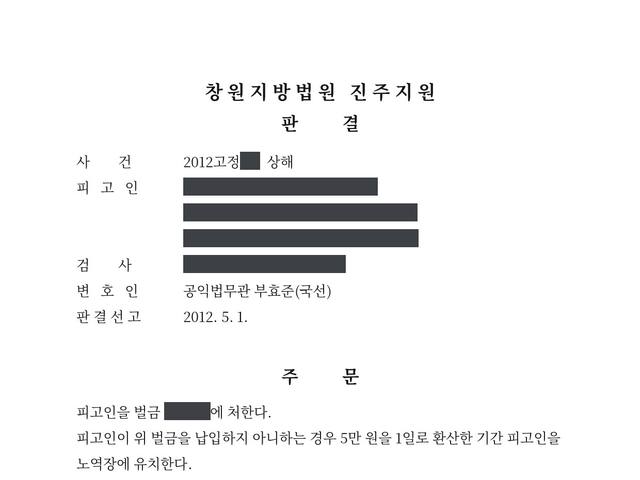 창원지방법원 진주지원
판 결
사 건 2012고정 상해
피 고 인
검 사
변 호 인 공익법무관 부효준(국선)
판결선고 2012. 5. 1.
주 문
피고인을 벌금 에 처한다.
피고인이 위 벌금을 납입하지 아니하는 경우 5만 원을 1일로 환산한 기간 피고인을
노역장에 유치한다.